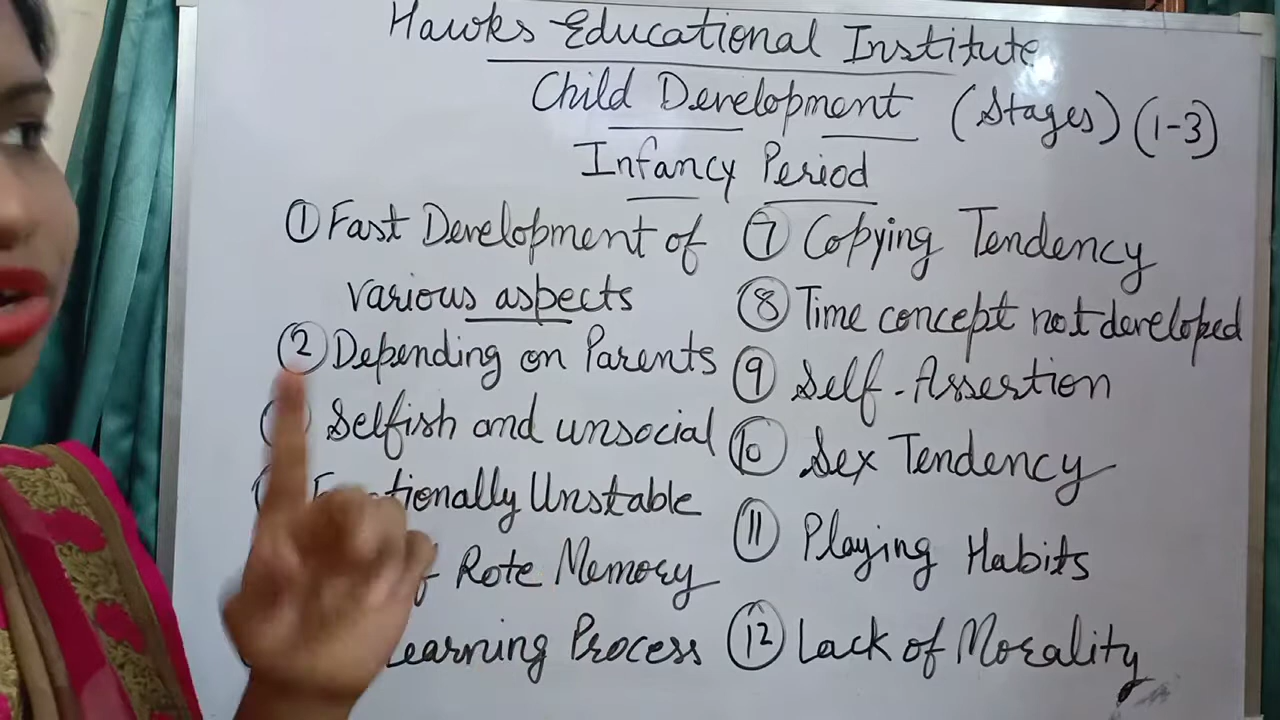 Hawks Educational Institute
Child Development (Stages) (1-3)
Infancy Period
① Fast Development of
various aspects
② Depending on Parents
Selfish and unsocial
Unstable
Rote Memory
Learning Process
⑦ Copying Tendency
⑧ Time concept not developed
⑨ Self-Assertion
⑩ Sex Tendency
⑪ Playing Habits
⑫ Lack of Morality